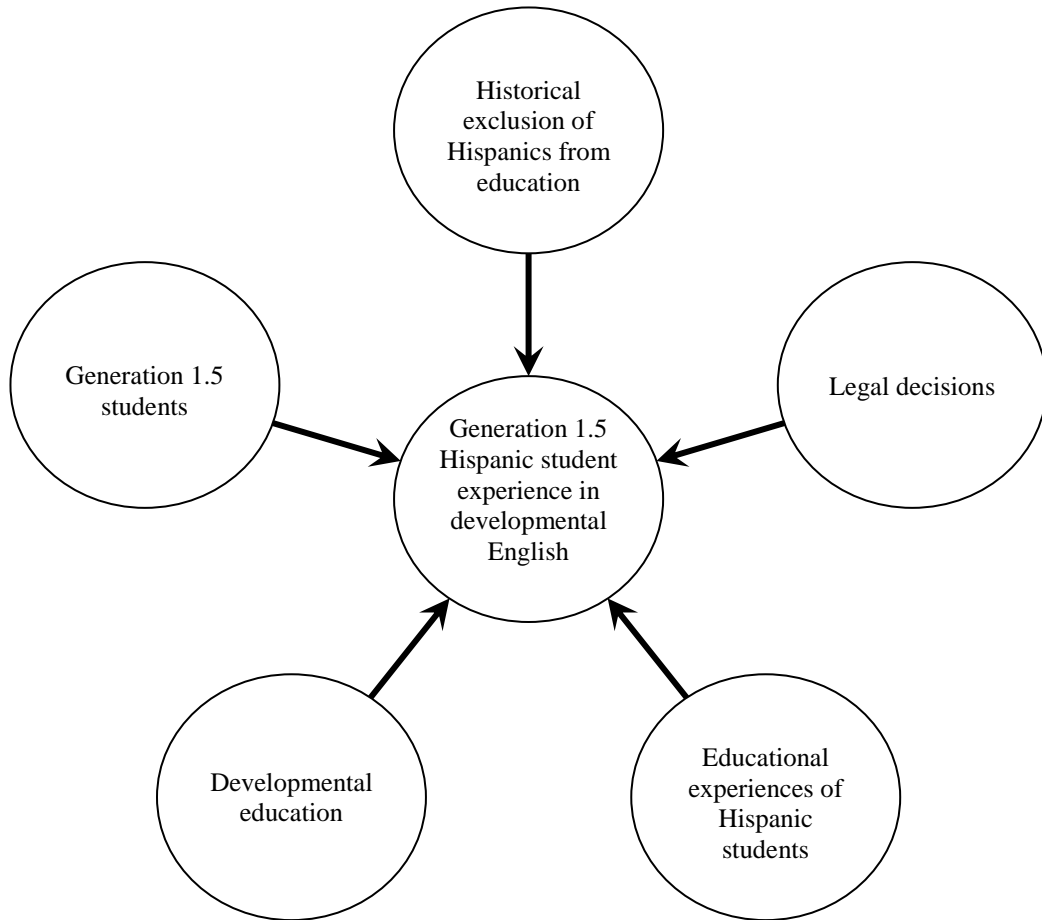 Historical
exclusion of
Hispanics from
education
Generation 1.5
students
Legal decisions
Generation 1.5
Hispanic student
experience in
developmental
English
Developmental
education
Educational
experiences of
Hispanic
students